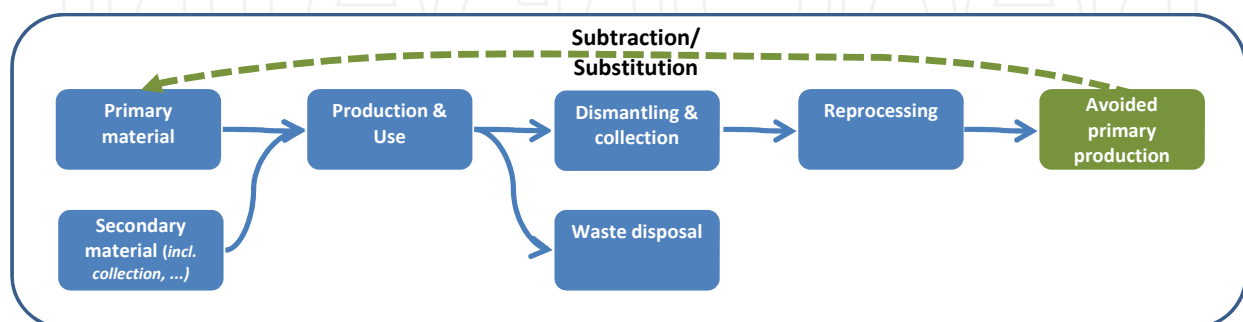 Subtraction/
Substitution
Primary
material
Production &
Use
Dismantling &
collection
Reprocessing
Avoided
primary
production
Secondary
material (incl.
collection, ...)
Waste disposal